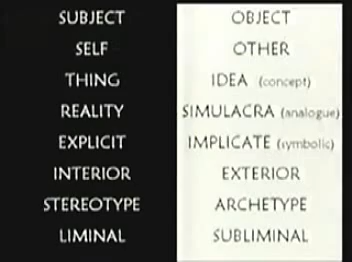 SUBJECT OBJECT
SELF OTHER
THING IDEA (concept)
REALITY SIMULACRA (analogue)
EXPLICIT IMPLICATE (symbolic)
INTERIOR EXTERIOR
STEREOTYPE ARCHETYPE
LIMINAL SUBLIMINAL